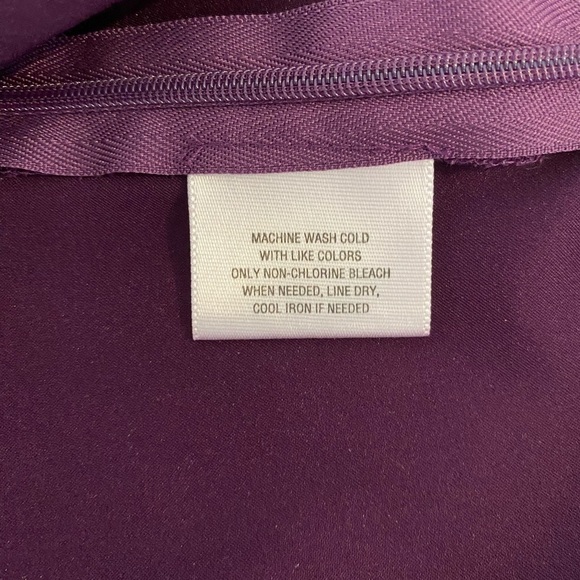 MACHINE WASH COLD
WITH LIKE COLORS
ONLY NON-CHLORINE BLEACH
WHEN NEEDED, LINE DRY,
COOL IRON IF NEEDED